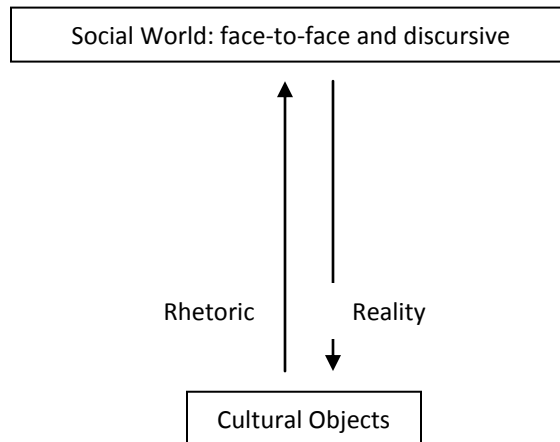 Social World: face-to-face and discursive
Rhetoric
Reality
Cultural Objects